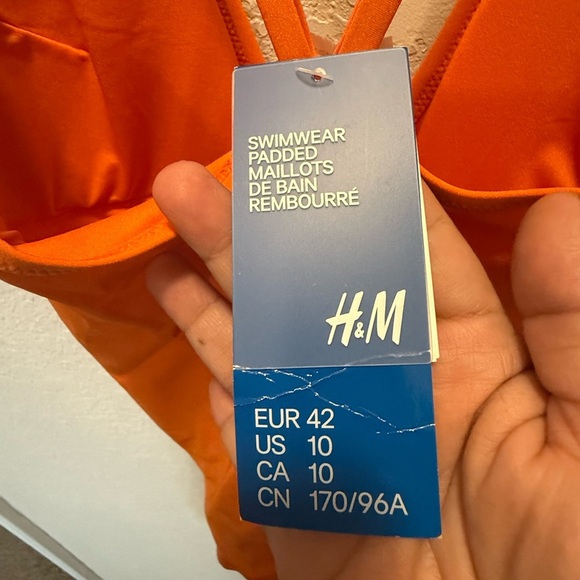 SWIMWEAR
PADDED
MAILLOTS
DE BAIN
REMBOURRÉ
H&M
EUR 42
US 10
CA 10
CN 170/96A